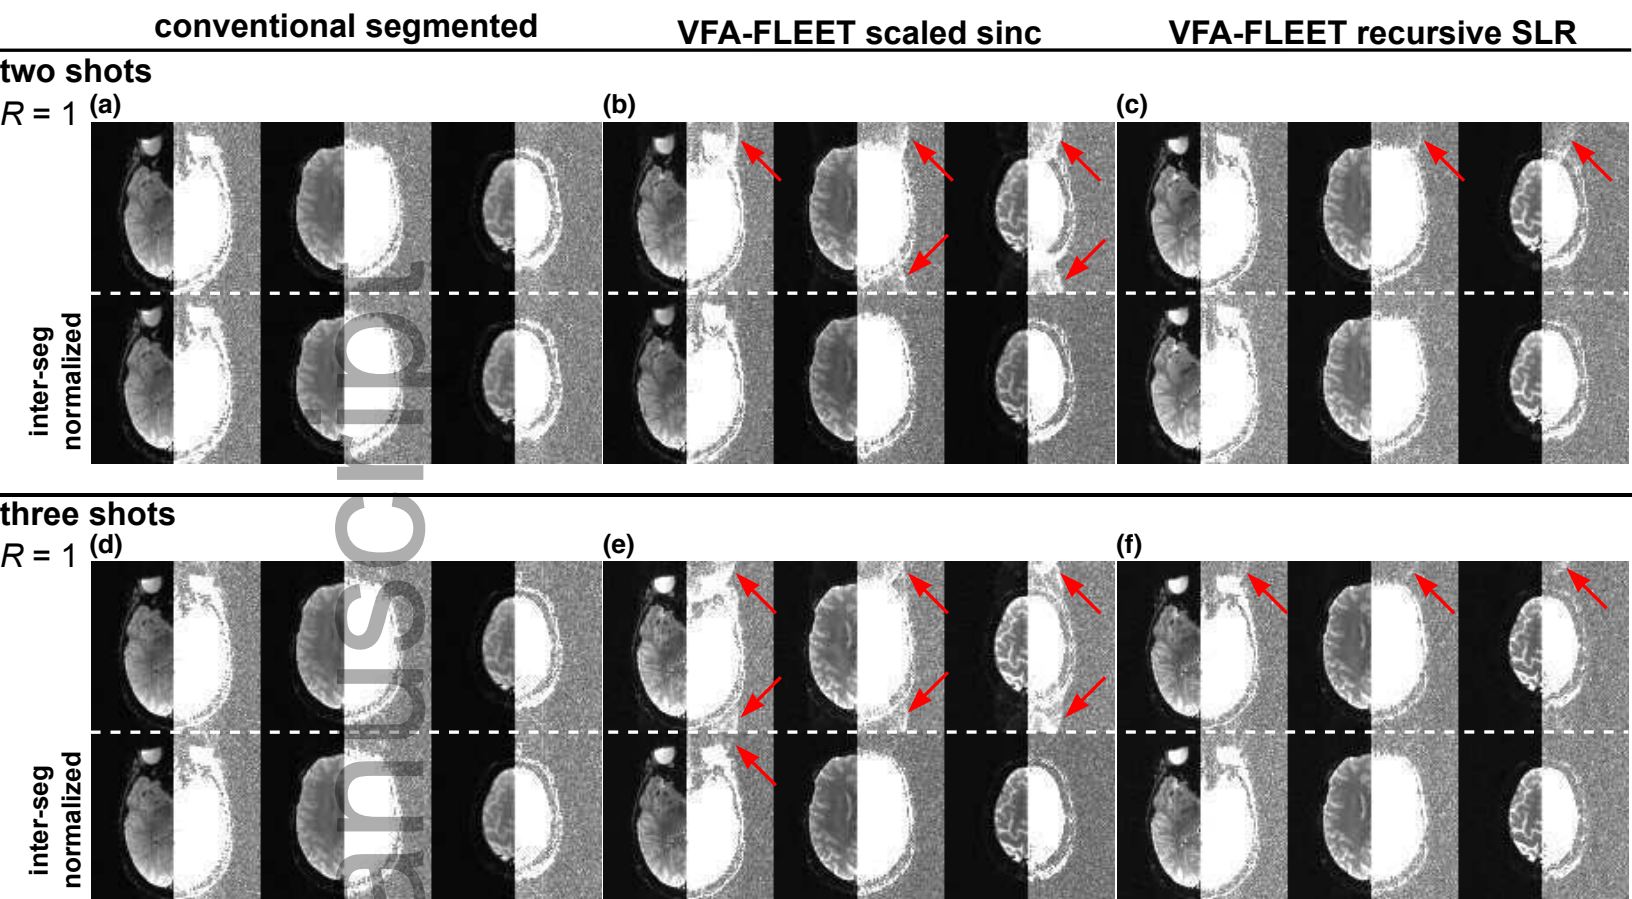 conventional segmented
VFA-FLEET scaled sinc
VFA-FLEET recursive SLR
two shots
R = 1
(a)
(b)
(c)
inter-seg
normalized
three shots
R = 1
(d)
(e)
(f)
inter-seg
normalized
anuscript